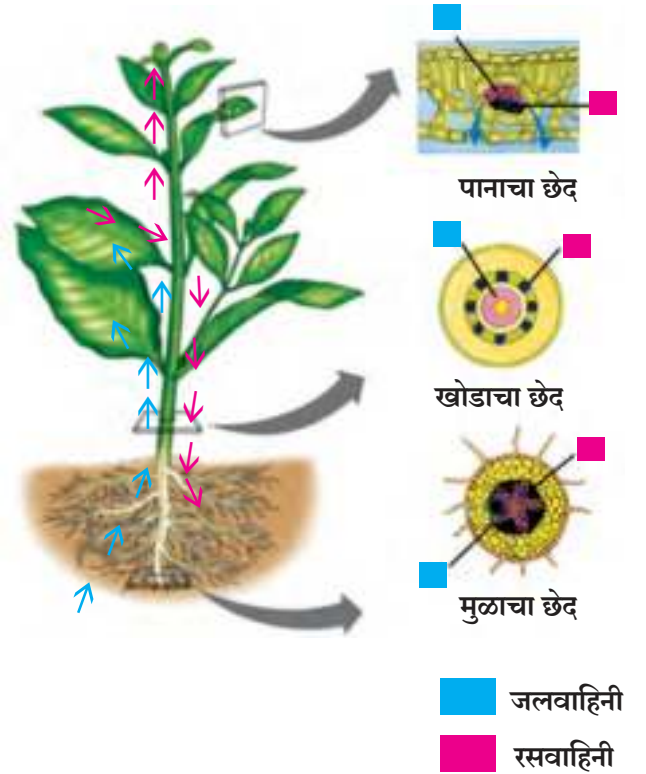 पानाचा छेद
खोडाचा छेद
मुळाचा छेद
जलवाहिनी
रसवाहिनी